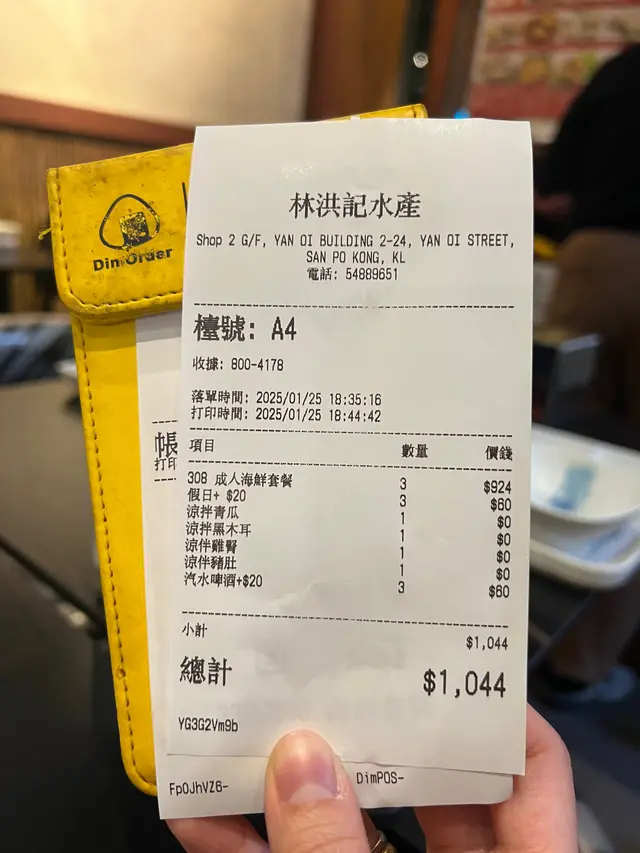 DimOrder
林洪記水產
Shop 2 G/F, YAN OI BUILDING 2-24, YAN OI STREET,
SAN PO KONG, KL
電話: 54889651
檯號: A4
收據: 800-4178
落單時間: 2025/01/25 18:35:16
打印時間: 2025/01/25 18:44:42
帳
打印
項目 數量 價錢
308 成人海鮮套餐 3 $924
假日+ $20 3 $60
涼拌青瓜 1 $0
涼拌黑木耳 1 $0
涼伴雞腎 1 $0
涼伴豬肚 1 $0
汽水啤酒+$20 3 $60
小計 $1,044
總計 $1,044
YG3G2Vm9b
FpOJhVZ6- DimPOS-